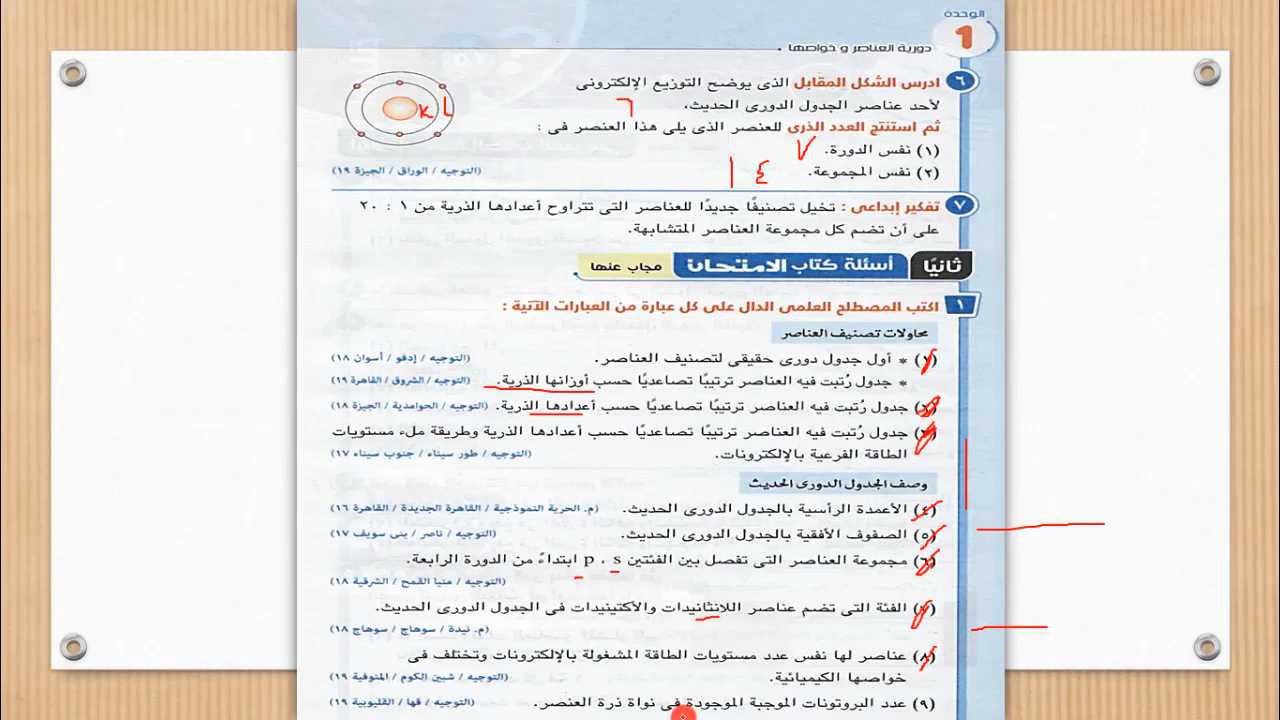 الوحدة
1
دورية العناصر و خواصها
٦ ادرس الشكل المقابل الذى يوضح التوزيع الإلكترونى
لأحد عناصر الجدول الدورى الحديث،
٦
K L
ثم استنتج العدد الذرى للعنصر الذى يلى هذا العنصر فى :
(١) نفس الدورة. ٧
(٢) نفس المجموعة. ١٤ (التوجيه / الوراق / الجيزة ١٩)
٧ تفكير إبداعى : تخيل تصنيفًا جديدًا للعناصر التى تتراوح أعدادها الذرية من ١ : ٢٠
على أن تضم كل مجموعة العناصر المتشابهة.
ثانيًا أسئلة كتاب الامتحان مجاب عنها
١ اكتب المصطلح العلمى الدال على كل عبارة من العبارات الآتية :
محاولات تصنيف العناصر
(١) * أول جدول دورى حقيقى لتصنيف العناصر. (التوجيه / إدفو / أسوان ١٨)
* جدول رُتبت فيه العناصر ترتيبًا تصاعديًا حسب أوزانها الذرية. (التوجيه / الشروق / القاهرة ١٩)
(٢) جدول رُتبت فيه العناصر ترتيبًا تصاعديًا حسب أعدادها الذرية. (التوجيه / الحوامدية / الجيزة ١٨)
(٣) جدول رُتبت فيه العناصر ترتيبًا تصاعديًا حسب أعدادها الذرية وطريقة ملء مستويات
الطاقة الفرعية بالإلكترونات. (التوجيه / طور سيناء / جنوب سيناء ١٧)
وصف الجدول الدورى الحديث
(٤) الأعمدة الرأسية بالجدول الدورى الحديث. (م. الحرية النموذجية / القاهرة الجديدة / القاهرة ١٦)
(٥) الصفوف الأفقية بالجدول الدورى الحديث. (التوجيه / ناصر / بنى سويف ١٧)
(٦) مجموعة العناصر التى تفصل بين الفئتين p ، s ابتداءً من الدورة الرابعة.
(التوجيه / منيا القمح / الشرقية ١٨)
(٧) الفئة التى تضم عناصر اللانثانيدات والأكتينيدات فى الجدول الدورى الحديث.
(م. نيدة / سوهاج / سوهاج ١٨)
(٨) عناصر لها نفس عدد مستويات الطاقة المشغولة بالإلكترونات وتختلف فى
خواصها الكيميائية. (التوجيه / شبين الكوم / المنوفية ١٩)
(٩) عدد البروتونات الموجبة الموجودة فى نواة ذرة العنصر. (التوجيه / قها / القليوبية ١٩)